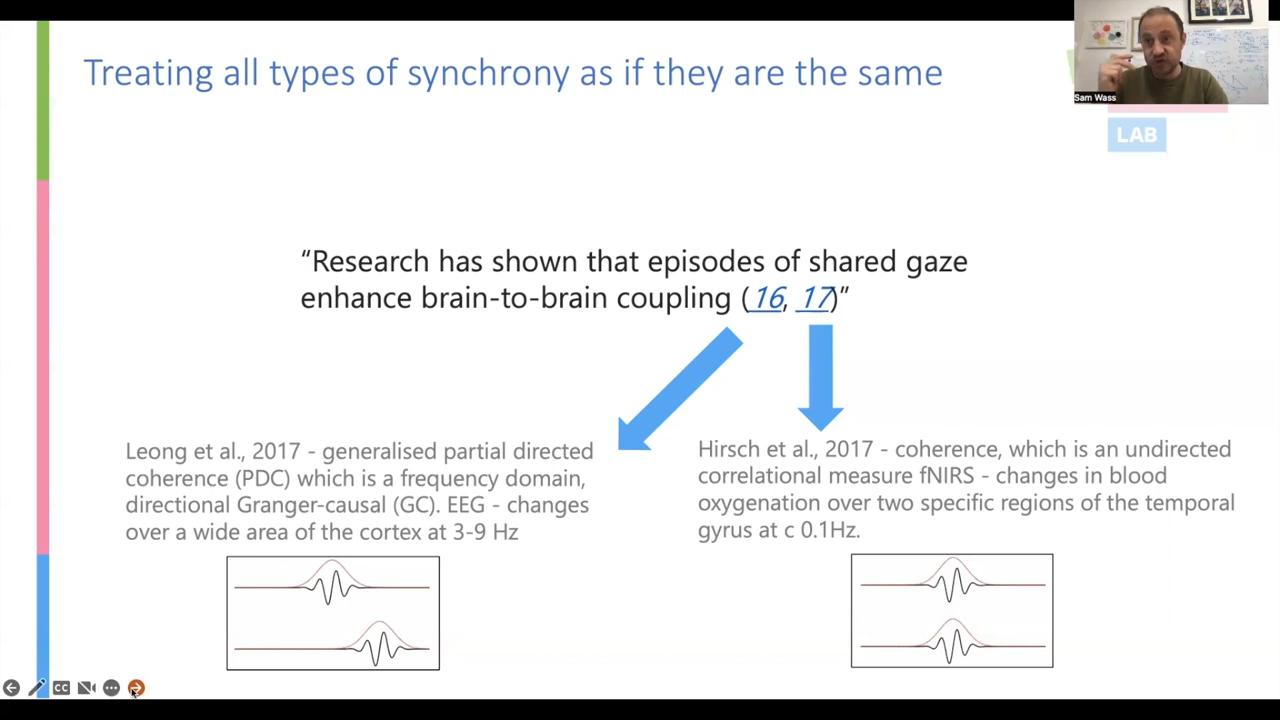 Treating all types of synchrony as if they are the same
Sam Wass
LAB
“Research has shown that episodes of shared gaze
enhance brain-to-brain coupling (16, 17)”
Leong et al., 2017 - generalised partial directed
coherence (PDC) which is a frequency domain,
directional Granger-causal (GC). EEG - changes
over a wide area of the cortex at 3-9 Hz
Hirsch et al., 2017 - coherence, which is an undirected
correlational measure fNIRS - changes in blood
oxygenation over two specific regions of the temporal
gyrus at c 0.1Hz.
CC